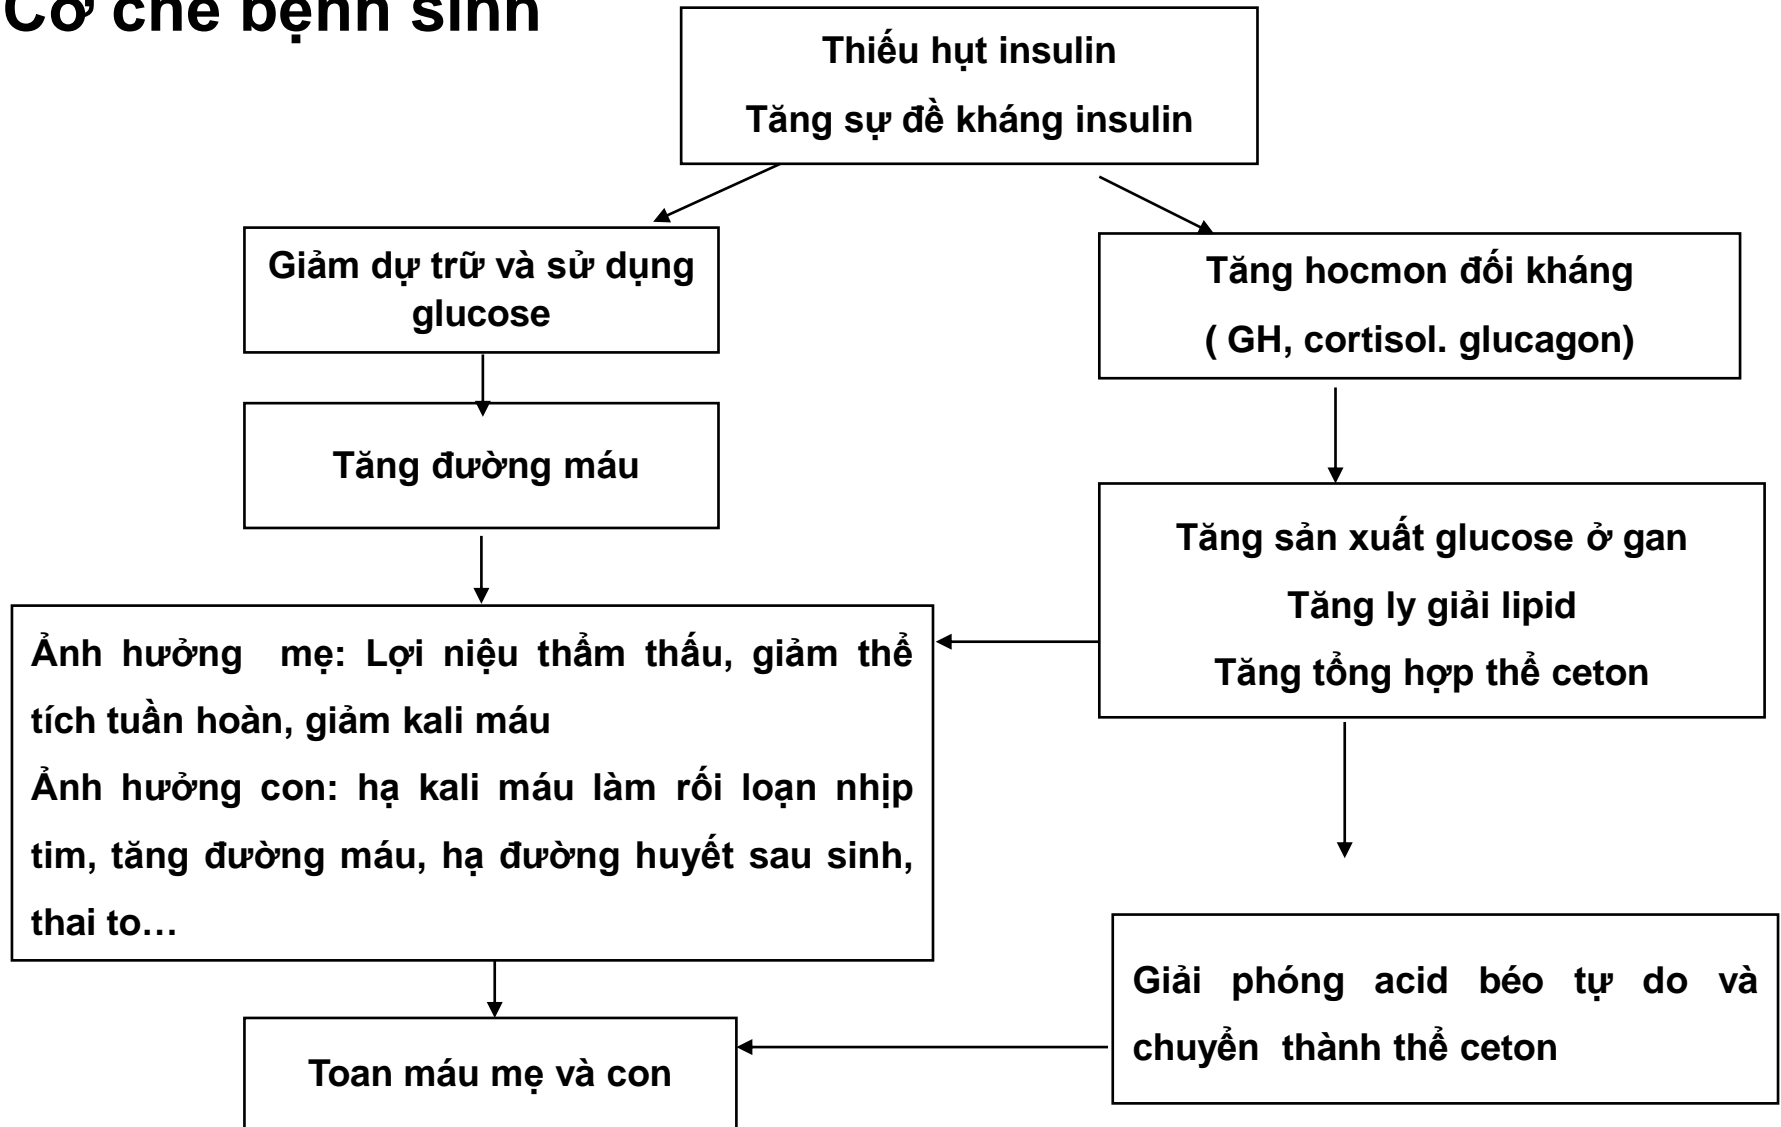 Cơ chế bệnh sinh
Thiếu hụt insulin
Tăng sự đề kháng insulin
Giảm dự trữ và sử dụng
glucose
Tăng hocmon đối kháng
( GH, cortisol. glucagon)
Tăng đường máu
Tăng sản xuất glucose ở gan
Tăng ly giải lipid
Tăng tổng hợp thể ceton
Ảnh hưởng mẹ: Lợi niệu thẩm thấu, giảm thể
tích tuần hoàn, giảm kali máu
Ảnh hưởng con: hạ kali máu làm rối loạn nhịp
tim, tăng đường máu, hạ đường huyết sau sinh,
thai to…
Giải phóng acid béo tự do và
chuyển thành thể ceton
Toan máu mẹ và con